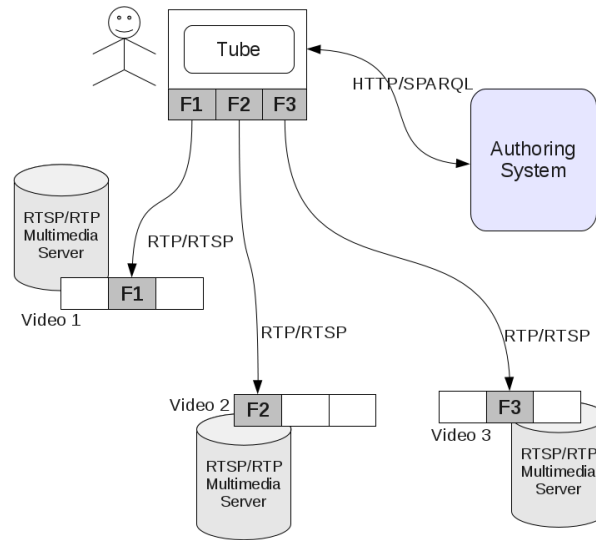 Tube
F1 F2 F3
HTTP/SPARQL
Authoring
System
RTSP/RTP
Multimedia
Server
RTP/RTSP
F1
Video 1
RTP/RTSP
RTP/RTSP
Video 2
F2
F3
Video 3
RTSP/RTP
Multimedia
Server
RTSP/RTP
Multimedia
Server